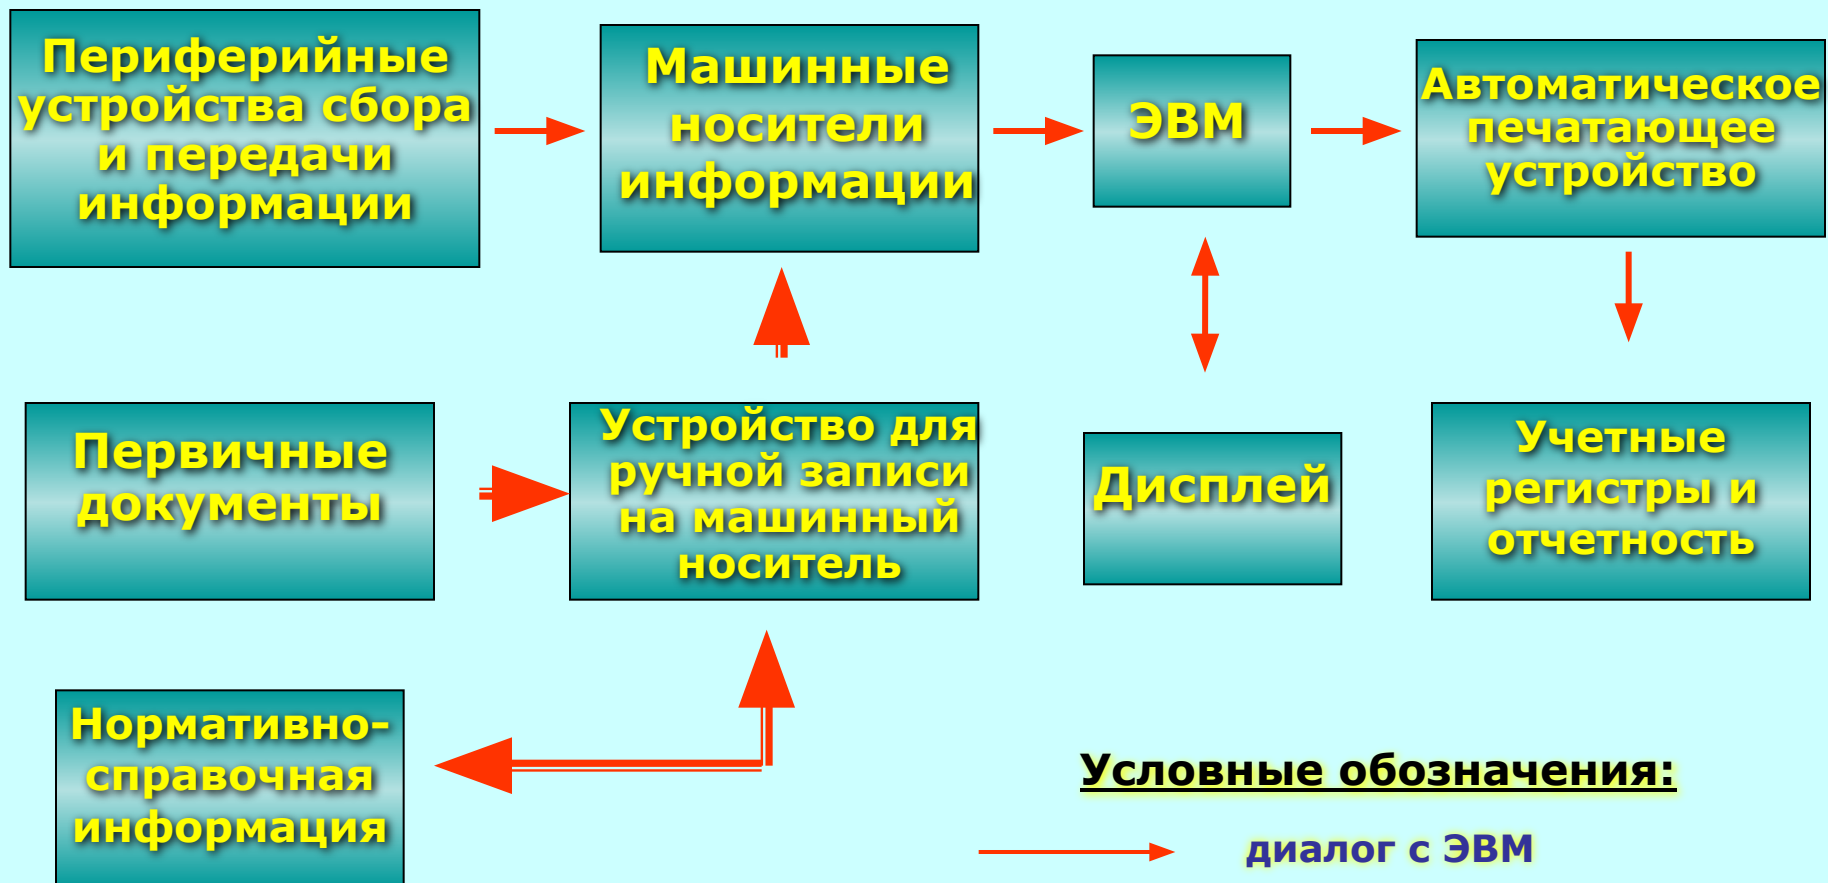 Периферийные
устройства сбора
и передачи
информации
Машинные
носители
информации
ЭВМ
Автоматическое
печатающее
устройство
Первичные
документы
Устройство для
ручной записи
на машинный
носитель
Дисплей
Учетные
регистры и
отчетность
Нормативно-
справочная
информация
Условные обозначения:
диалог с ЭВМ